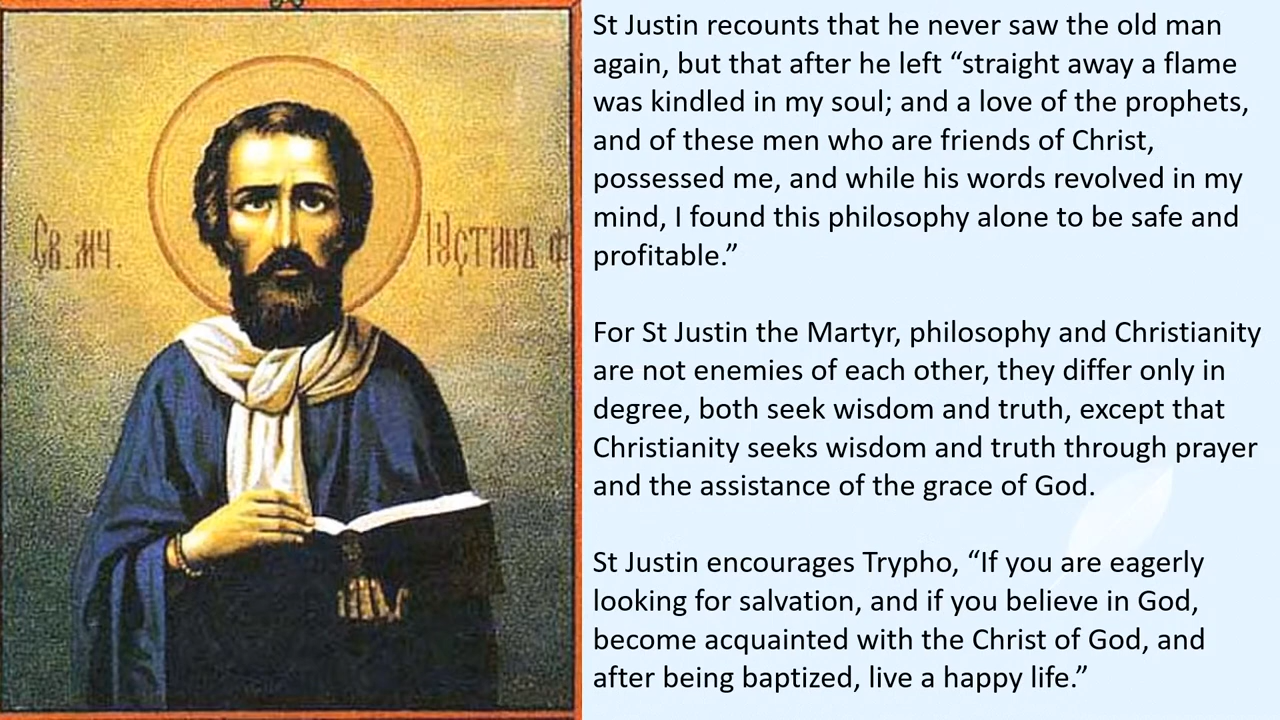 Св. мч.
Іꙋстинъ Ф
St Justin recounts that he never saw the old man
again, but that after he left “straight away a flame
was kindled in my soul; and a love of the prophets,
and of these men who are friends of Christ,
possessed me, and while his words revolved in my
mind, I found this philosophy alone to be safe and
profitable.”
For St Justin the Martyr, philosophy and Christianity
are not enemies of each other, they differ only in
degree, both seek wisdom and truth, except that
Christianity seeks wisdom and truth through prayer
and the assistance of the grace of God.
St Justin encourages Trypho, “If you are eagerly
looking for salvation, and if you believe in God,
become acquainted with the Christ of God, and
after being baptized, live a happy life.”